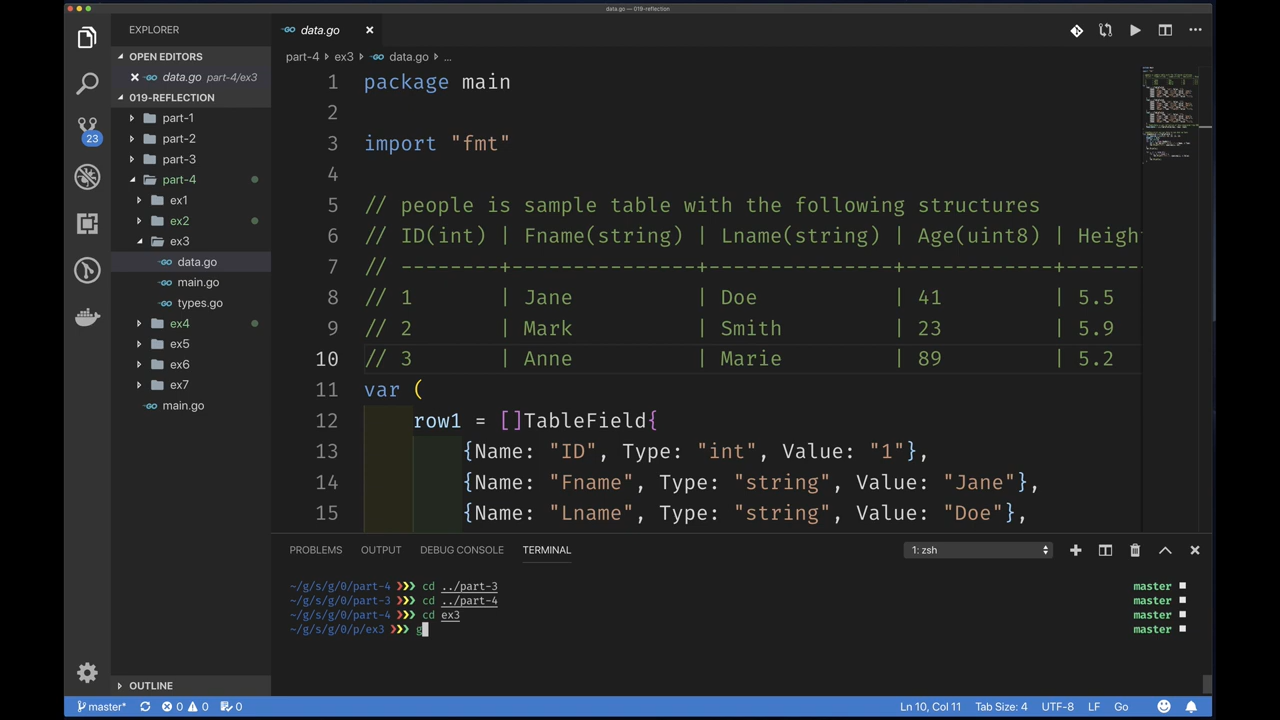 data.go — 019-reflection
EXPLORER
OPEN EDITORS
data.go part-4/ex3
019-REFLECTION
part-1
part-2
part-3
part-4
ex1
ex2
ex3
data.go
main.go
types.go
ex4
ex5
ex6
ex7
main.go
OUTLINE
23
data.go
part-4 ex3 data.go ...
1 package main
2
3 import "fmt"
4
5 // people is sample table with the following structures
6 // ID(int) | Fname(string) | Lname(string) | Age(uint8) | Heigh
7 // --------+----------------+---------------+------------+------
8 // 1 | Jane | Doe | 41 | 5.5
9 // 2 | Mark | Smith | 23 | 5.9
10 // 3 | Anne | Marie | 89 | 5.2
11 var (
12 row1 = []TableField{
13 {Name: "ID", Type: "int", Value: "1"},
14 {Name: "Fname", Type: "string", Value: "Jane"},
15 {Name: "Lname", Type: "string", Value: "Doe"},
PROBLEMS OUTPUT DEBUG CONSOLE TERMINAL 1: zsh
~/g/s/g/0/part-4 ❯❯❯ cd ../part-3 master
~/g/s/g/0/part-3 ❯❯❯ cd ../part-4 master
~/g/s/g/0/part-4 ❯❯❯ cd ex3 master
~/g/s/g/0/p/ex3 ❯❯❯ g master
master* 0 0 0 Ln 10, Col 11 Tab Size: 4 UTF-8 LF Go